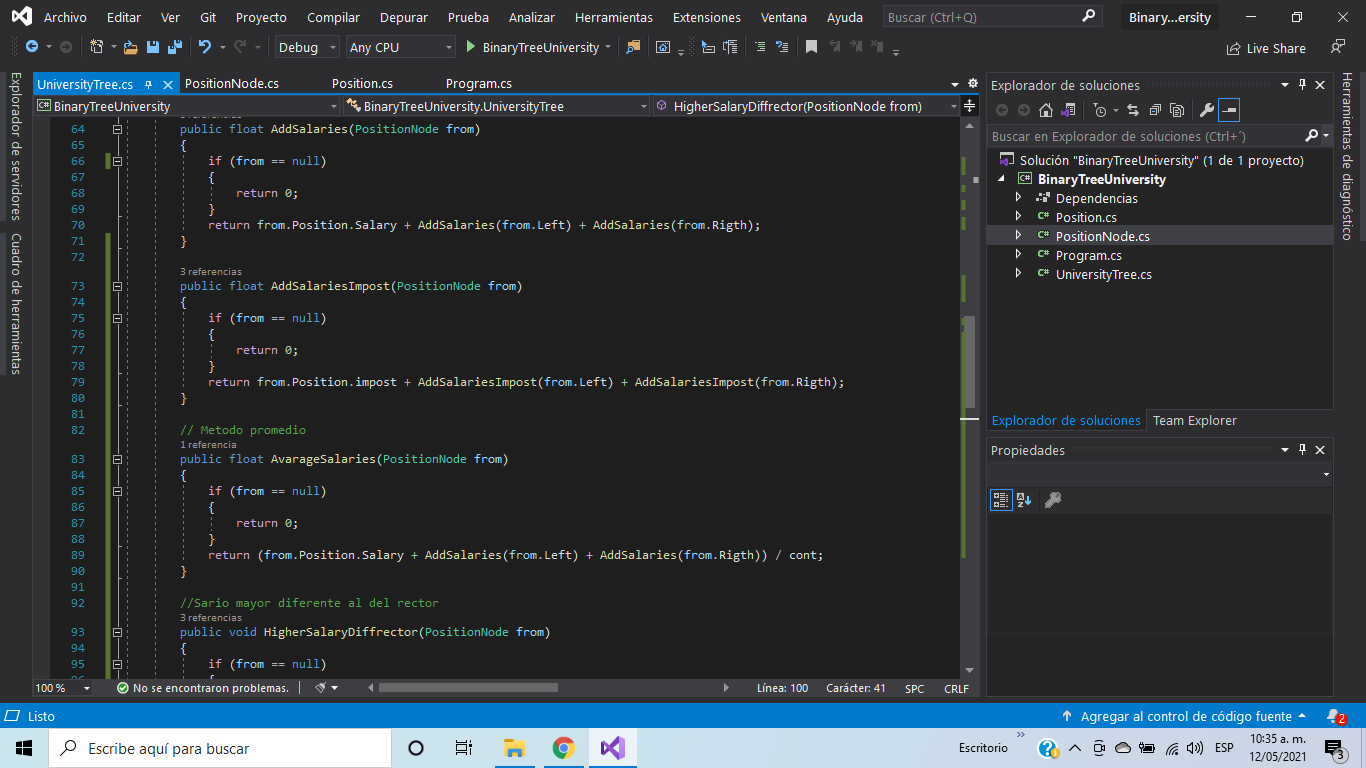 Archivo Editar Ver Git Proyecto Compilar Depurar Prueba Analizar Herramientas Extensiones Ventana Ayuda Buscar (Ctrl+Q) Binary...ersity
Debug Any CPU BinaryTreeUniversity Live Share
Explorador de servidores
Cuadro de herramientas
UniversityTree.cs PositionNode.cs Position.cs Program.cs
BinaryTreeUniversity BinaryTreeUniversity.UniversityTree HigherSalaryDiffrector(PositionNode from)
64 public float AddSalaries(PositionNode from)
65 {
66 if (from == null)
67 {
68 return 0;
69 }
70 return from.Position.Salary + AddSalaries(from.Left) + AddSalaries(from.Rigth);
71 }
72
3 referencias
73 public float AddSalariesImpost(PositionNode from)
74 {
75 if (from == null)
76 {
77 return 0;
78 }
79 return from.Position.impost + AddSalariesImpost(from.Left) + AddSalariesImpost(from.Rigth);
80 }
81
82 // Metodo promedio
1 referencia
83 public float AvarageSalaries(PositionNode from)
84 {
85 if (from == null)
86 {
87 return 0;
88 }
89 return (from.Position.Salary + AddSalaries(from.Left) + AddSalaries(from.Rigth)) / cont;
90 }
91
92 //Sario mayor diferente al del rector
3 referencias
93 public void HigherSalaryDiffrector(PositionNode from)
94 {
95 if (from == null)
100 % No se encontraron problemas. Línea: 100 Carácter: 41 SPC CRLF
Explorador de soluciones
Buscar en Explorador de soluciones (Ctrl+´)
Solución "BinaryTreeUniversity" (1 de 1 proyecto)
BinaryTreeUniversity
Dependencias
C# Position.cs
C# PositionNode.cs
C# Program.cs
C# UniversityTree.cs
Explorador de soluciones Team Explorer
Propiedades
Herramientas de diagnóstico
Listo Agregar al control de código fuente 2
Escribe aquí para buscar Escritorio ESP 10:35 a. m.
12/05/2021 3